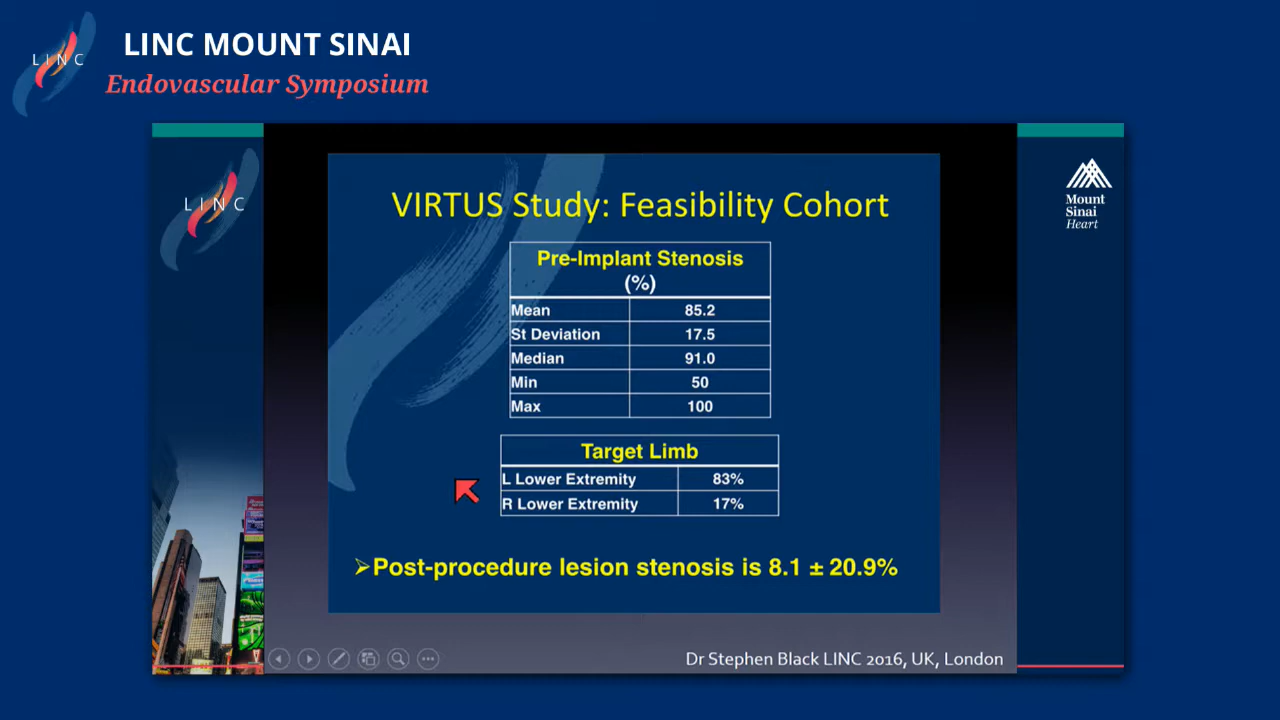 LINC
LINC MOUNT SINAI
Endovascular Symposium
LINC
Mount
Sinai
Heart
VIRTUS Study: Feasibility Cohort
Pre-Implant Stenosis
(%)
Mean 85.2
St Deviation 17.5
Median 91.0
Min 50
Max 100
Target Limb
L Lower Extremity 83%
R Lower Extremity 17%
➢Post-procedure lesion stenosis is 8.1 ± 20.9%
Dr Stephen Black LINC 2016, UK, London